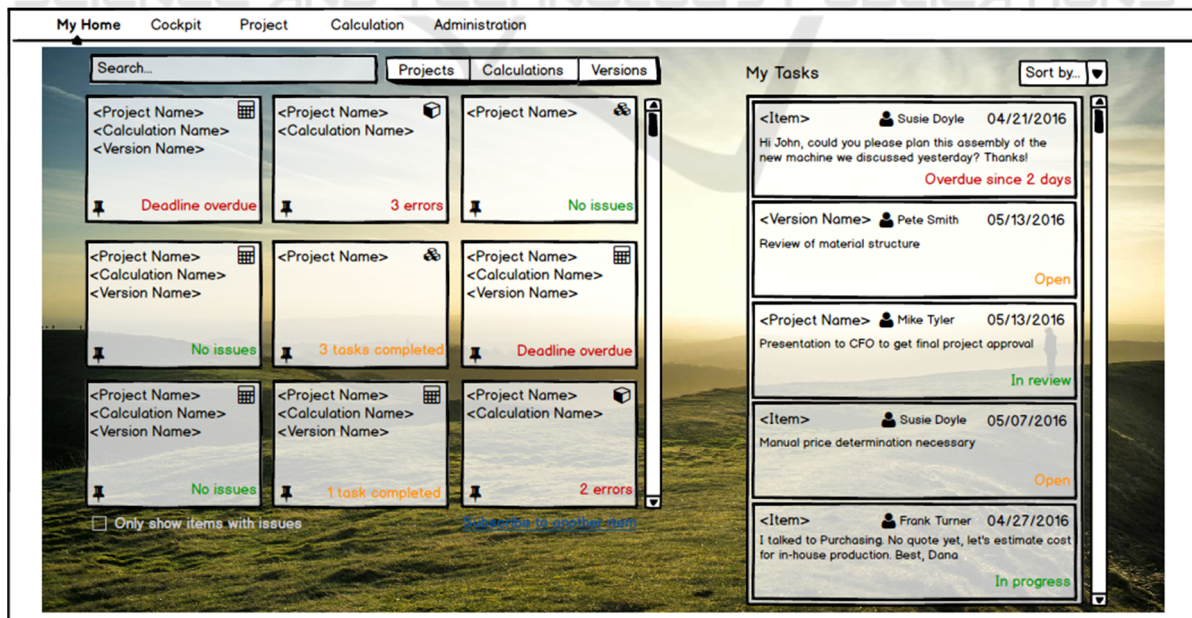 SCIENCE AND TECHNOLOGY PUBLICATIONS
My Home Cockpit Project Calculation Administration
Search... Projects Calculations Versions
<Project Name>
<Calculation Name>
<Version Name>
Deadline overdue
<Project Name>
<Calculation Name>
3 errors
<Project Name>
No issues
<Project Name>
<Calculation Name>
<Version Name>
No issues
<Project Name>
3 tasks completed
<Project Name>
<Calculation Name>
<Version Name>
Deadline overdue
<Project Name>
<Calculation Name>
<Version Name>
No issues
<Project Name>
<Calculation Name>
<Version Name>
1 task completed
<Project Name>
<Calculation Name>
2 errors
Only show items with issues
Subscribe to another item
My Tasks Sort by...
<Item> Susie Doyle 04/21/2016
Hi John, could you please plan this assembly of the
new machine we discussed yesterday? Thanks!
Overdue since 2 days
<Version Name> Pete Smith 05/13/2016
Review of material structure
Open
<Project Name> Mike Tyler 05/13/2016
Presentation to CFO to get final project approval
In review
<Item> Susie Doyle 05/07/2016
Manual price determination necessary
Open
<Item> Frank Turner 04/27/2016
I talked to Purchasing. No quote yet, let's estimate cost
for in-house production. Best, Dana
In progress